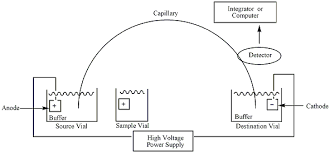 Integrator or
Computer
Capillary
Detector
Anode
+
+
−
Cathode
Buffer
Buffer
Source Vial
Sample Vial
Destination Vial
High Voltage
Power Supply